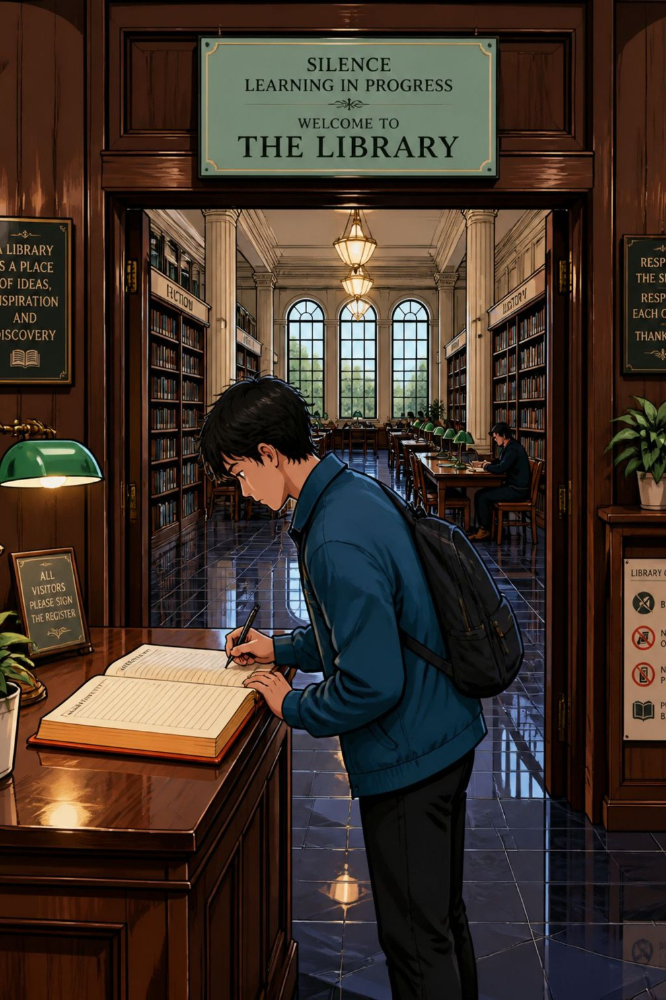 SILENCE
LEARNING IN PROGRESS
WELCOME TO
THE LIBRARY
A LIBRARY
S A PLACE
OF IDEAS,
NSPIRATION
AND
DISCOVERY
RESP
THE S
RESP
EACH O
THANK
FICTION
HISTORY
ALL
VISITORS
PLEASE SIGN
THE REGISTER
LIBRARY
B
N
O
N
P
P
B